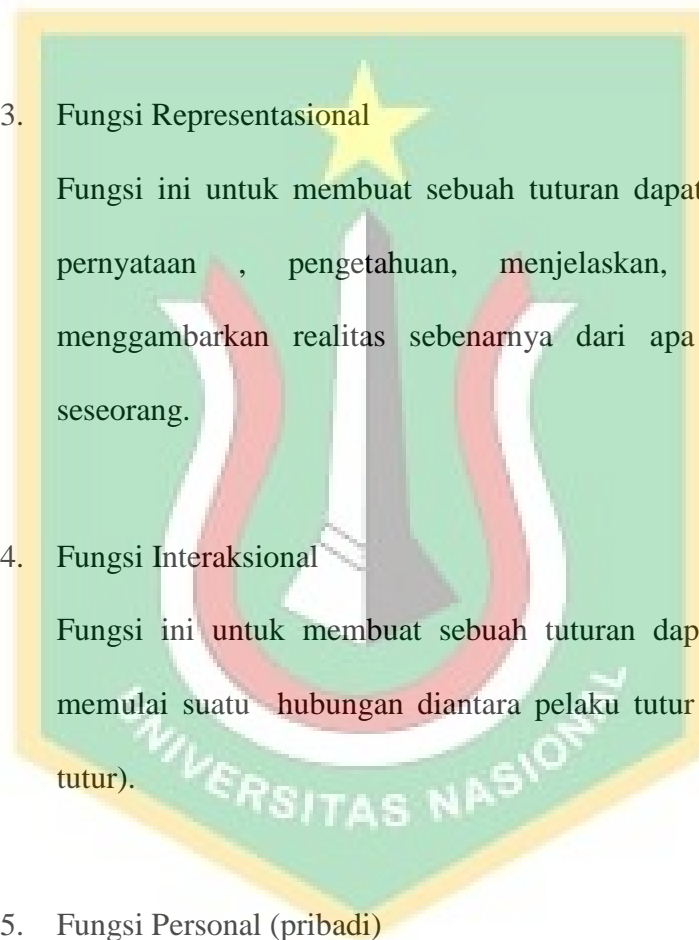 3. Fungsi Representasional
Fungsi ini untuk membuat sebuah tuturan dapat
pernyataan , pengetahuan, menjelaskan,
menggambarkan realitas sebenarnya dari apa
seseorang.
4. Fungsi Interaksional
Fungsi ini untuk membuat sebuah tuturan dap
memulai suatu hubungan diantara pelaku tutur
tutur).
UNIVERSITAS NASIONAL
5. Fungsi Personal (pribadi)